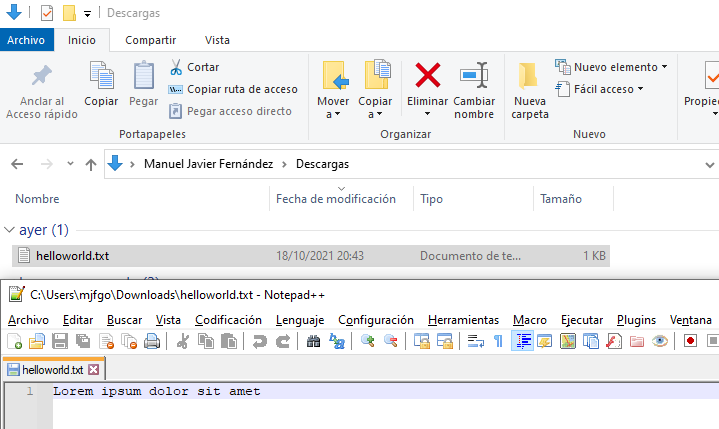 Descargas
Archivo Inicio Compartir Vista
Anclar al Acceso rápido
Copiar
Pegar
Cortar
Copiar ruta de acceso
Pegar acceso directo
Portapapeles
Mover a
Copiar a
Eliminar
Cambiar nombre
Organizar
Nueva carpeta
Nuevo elemento
Fácil acceso
Nuevo
Propie
Manuel Javier Fernández > Descargas
Nombre Fecha de modificación Tipo Tamaño
ayer (1)
helloworld.txt 18/10/2021 20:43 Documento de te... 1 KB
C:\Users\mjfgo\Downloads\helloworld.txt - Notepad++
Archivo Editar Buscar Vista Codificación Lenguaje Configuración Herramientas Macro Ejecutar Plugins Ventana
helloworld.txt
1 Lorem ipsum dolor sit amet